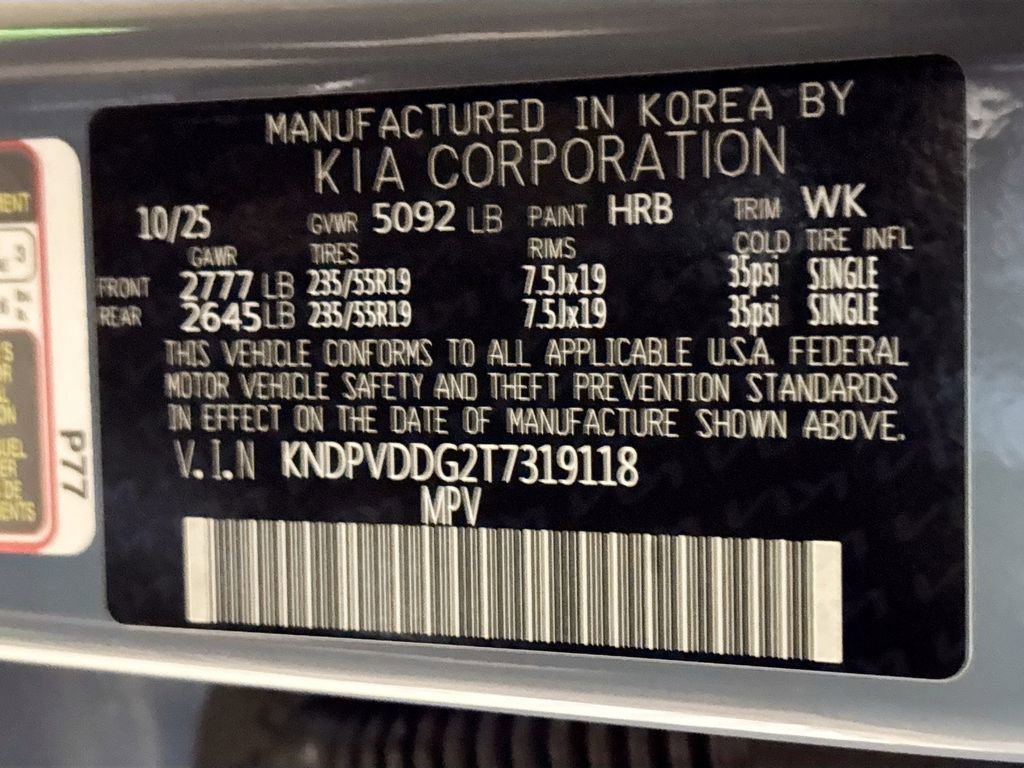 MANUFACTURED IN KOREA BY
KIA CORPORATION
10/25 GVWR 5092 LB PAINT HRB TRIM WK
GAWR TIRES RIMS COLD TIRE INFL
FRONT 2777 LB 235/55R19 7.5Jx19 35psi SINGLE
REAR 2645 LB 235/55R19 7.5Jx19 35psi SINGLE
THIS VEHICLE CONFORMS TO ALL APPLICABLE U.S.A. FEDERAL
MOTOR VEHICLE SAFETY AND THEFT PREVENTION STANDARDS
IN EFFECT ON THE DATE OF MANUFACTURE SHOWN ABOVE.
V.I.N KNDPVDDG2T7319118
MPV
P77